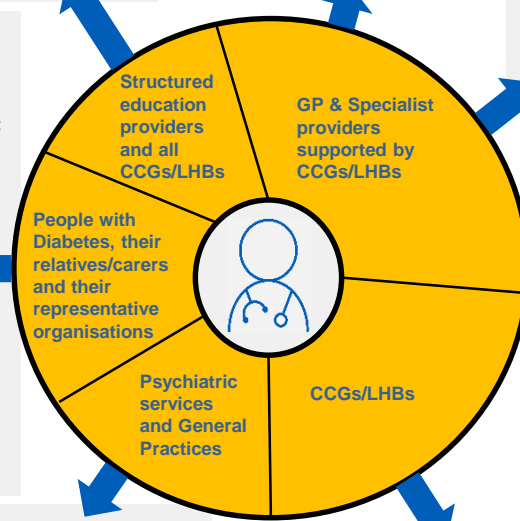 Structured
education
providers
and all
CCGs/LHBs
GP & Specialist
providers
supported by
CCGs/LHBs
People with
Diabetes, their
relatives/carers
and their
representative
organisations
Psychiatric
services
and General
Practices
CCGs/LHBs